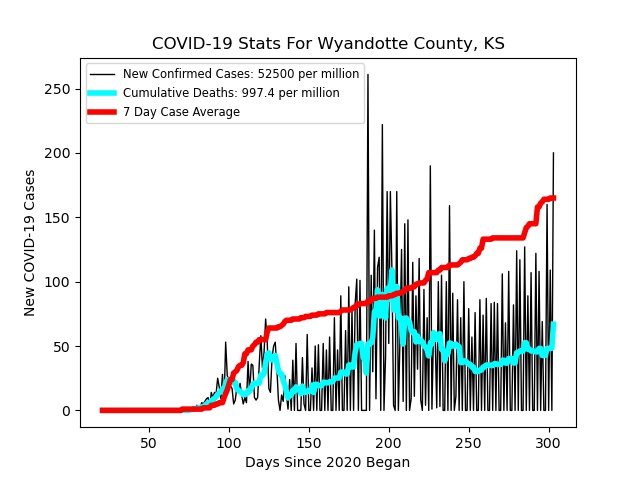 COVID-19 Stats For Wyandotte County, KS
New Confirmed Cases: 52500 per million
Cumulative Deaths: 997.4 per million
7 Day Case Average
New COVID-19 Cases
250
200
150
100
50
0
50 100 150 200 250 300
Days Since 2020 Began